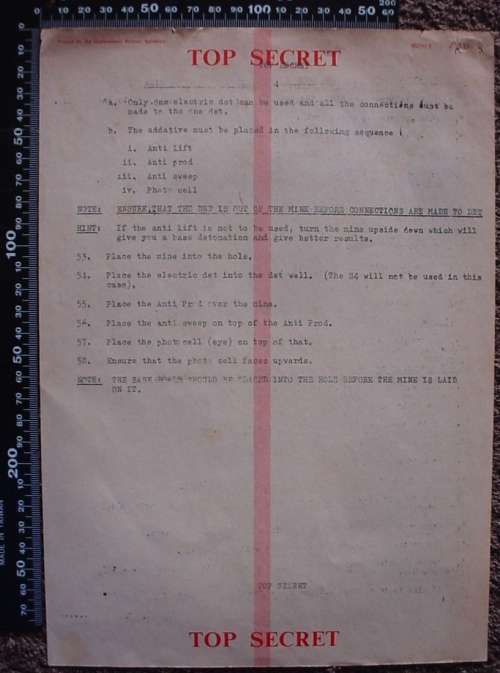 TOP SECRET
a. Only one electric det can be used and all the connections must be
made to the one det.
b. The addative must be placed in the following sequence :
i. Anti lift
ii. Anti prod
iii. Anti sweep
iv. Photo cell
NOTE: ENSURE THAT THE DET IS OUT OF THE MINE BEFORE CONNECTIONS ARE MADE TO DET
HINT: If the anti lift is not to be used, turn the mine upside down which will
give you a base detonation and give better results.
53. Place the mine into the hole.
54. Place the electric det into the det well. (The 84 will not be used in this
case).
55. Place the Anti Prod over the mine.
56. Place the anti sweep on top of the Anti Prod.
57. Place the photo cell (eye) on top of that.
58. Ensure that the photo cell faces upwards.
NOTE: THE BARE SHOULD BE PLACED INTO THE HOLE BEFORE THE MINE IS LAID
ON IT.
TOP SECRET
TOP SECRET
MADE IN TAIWAN